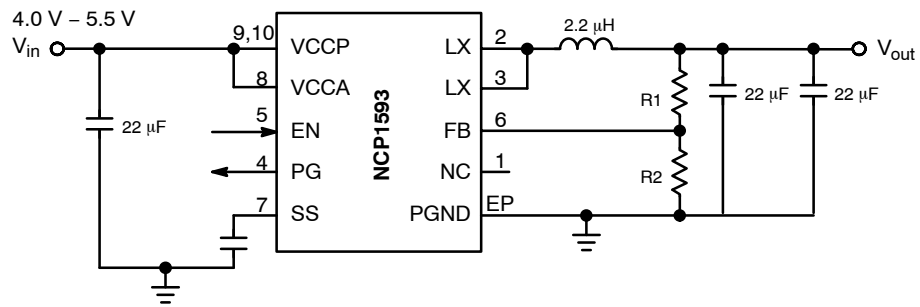 4.0 V – 5.5 V
Vin
9,10
VCCP
LX
2
2.2 µH
Vout
8
VCCA
LX
3
R1
22 µF
22 µF
22 µF
5
EN
NCP1593
FB
6
4
PG
NC
1
R2
7
SS
PGND
EP